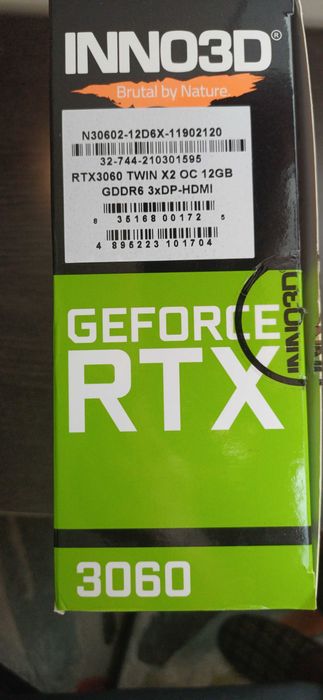 INNO3D®
Brutal by Nature.
N30602-12D6X-11902120
32-744-210301595
RTX3060 TWIN X2 OC 12GB
GDDR6 3xDP-HDMI
8 35168 00172 5
4 895223 101704
GEFORCE
RTX
INNO3D
3060